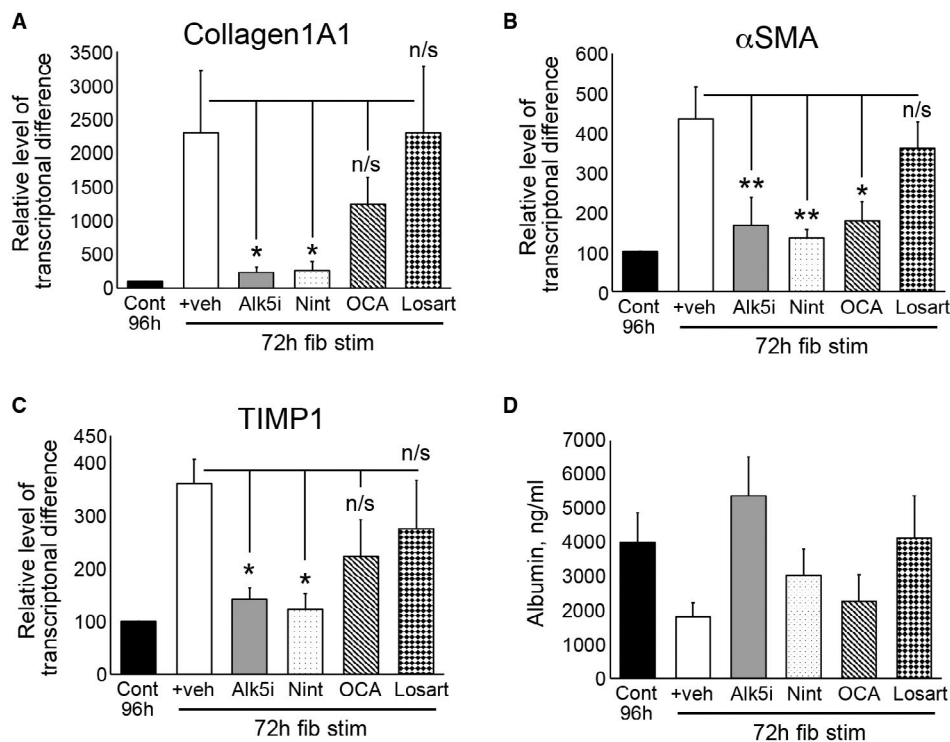 A
Collagen1A1
Relative level of
transcriptonal difference
3500
3000
2500
2000
1500
1000
500
0
n/s
n/s
*
*
Cont
96h
+veh
Alk5i
Nint
OCA
Losart
72h fib stim
B
αSMA
Relative level of
transcriptonal difference
600
500
400
300
200
100
0
n/s
**
**
*
Cont
96h
+veh
Alk5i
Nint
OCA
Losart
72h fib stim
C
TIMP1
Relative level of
transcriptonal difference
450
400
300
200
100
0
n/s
n/s
*
*
Cont
96h
+veh
Alk5i
Nint
OCA
Losart
72h fib stim
D
Albumin, ng/ml
7000
6000
5000
4000
3000
2000
1000
0
Cont
96h
+veh
Alk5i
Nint
OCA
Losart
72h fib stim